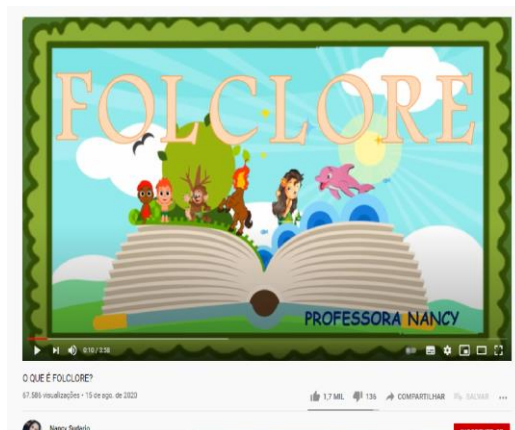 FOLCLORE
PROFESSORA NANCY
0:10 / 3:58
O QUE É FOLCLORE?
67.586 visualizações • 15 de ago. de 2020
1,7 MIL 136 COMPARTILHAR SALVAR ...
Nancy Sudario